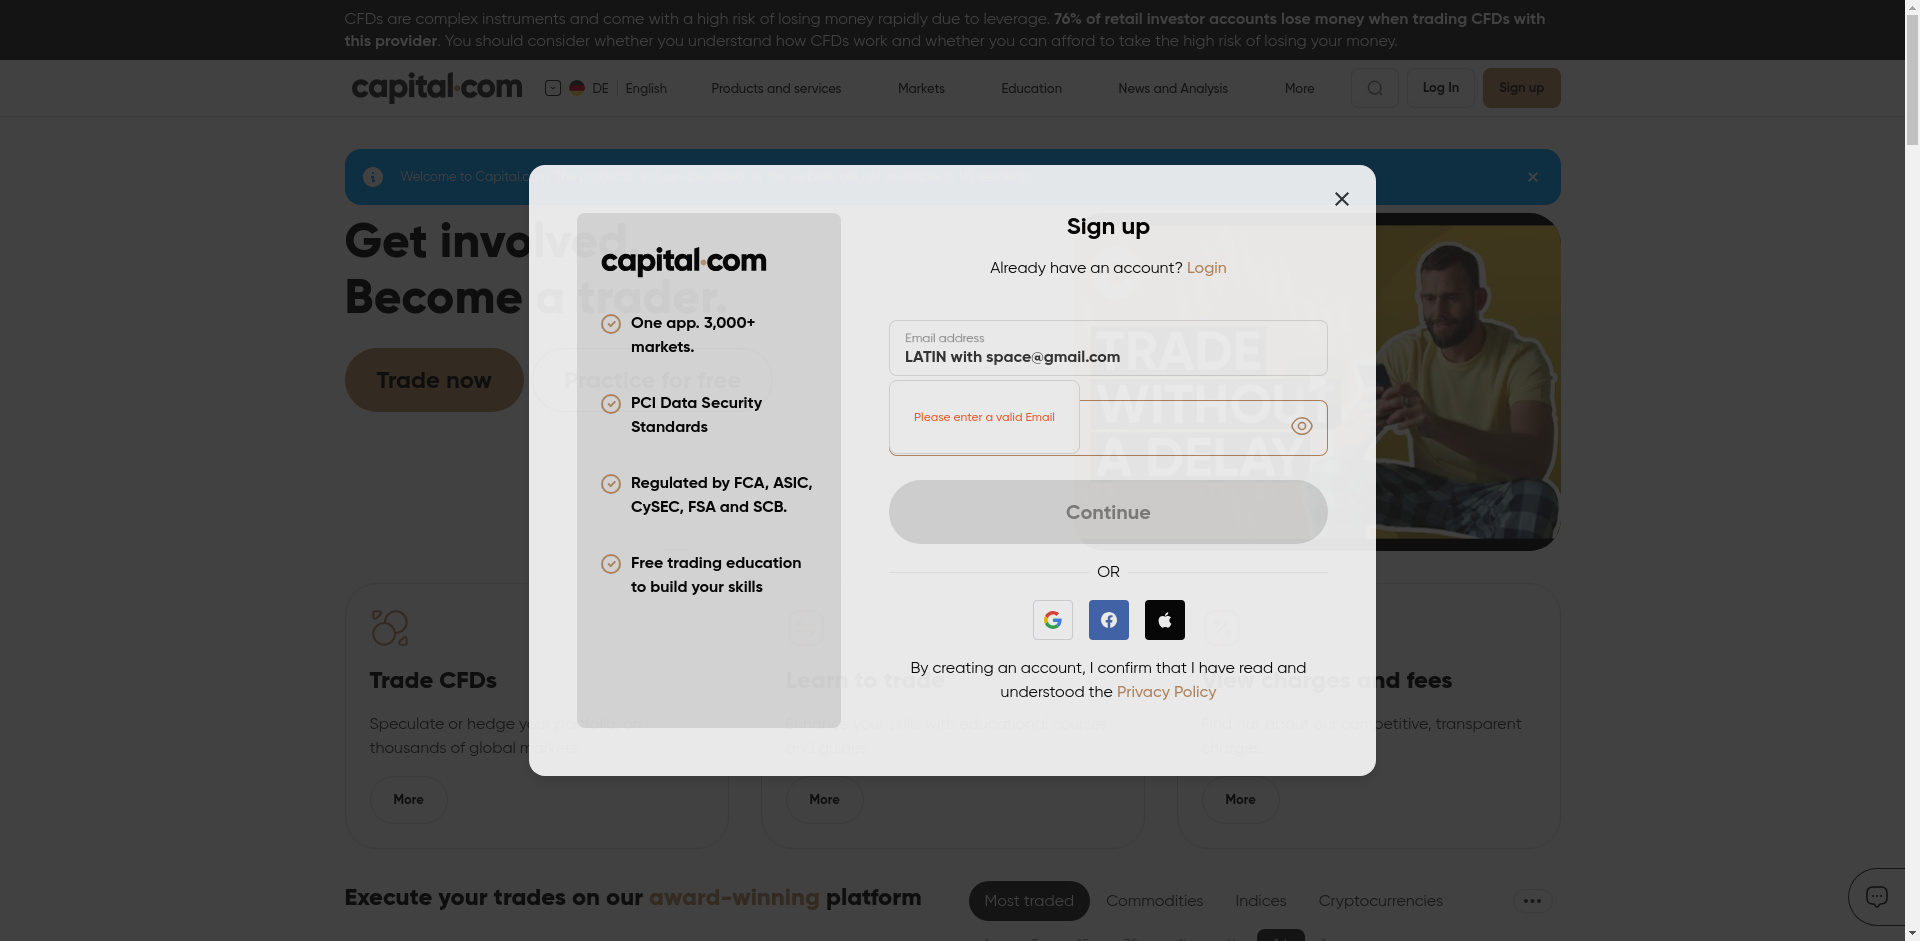 CFDs are complex instruments and come with a high risk of losing money rapidly due to leverage. 76% of retail investor accounts lose money when trading CFDs with
this provider. You should consider whether you understand how CFDs work and whether you can afford to take the high risk of losing your money.
capital.com
DE English
Products and services
Markets
Education
News and Analysis
More
Log In
Sign up
Welcome to Capital.c
Get involved.
Become a trader.
Trade now
Practice for free
TRADE
WITHOUT
A DELAY
capital.com
One app. 3,000+
markets.
PCI Data Security
Standards
Regulated by FCA, ASIC,
CySEC, FSA and SCB.
Free trading education
to build your skills
Sign up
Already have an account? Login
Email address
LATIN with space@gmail.com
Please enter a valid Email
Continue
OR
By creating an account, I confirm that I have read and
understood the Privacy Policy
Trade CFDs
Speculate or hedge
thousands of global
More
Learn to trade
More
View charges and fees
competitive, transparent
More
Execute your trades on our award-winning platform
Most traded
Commodities
Indices
Cryptocurrencies